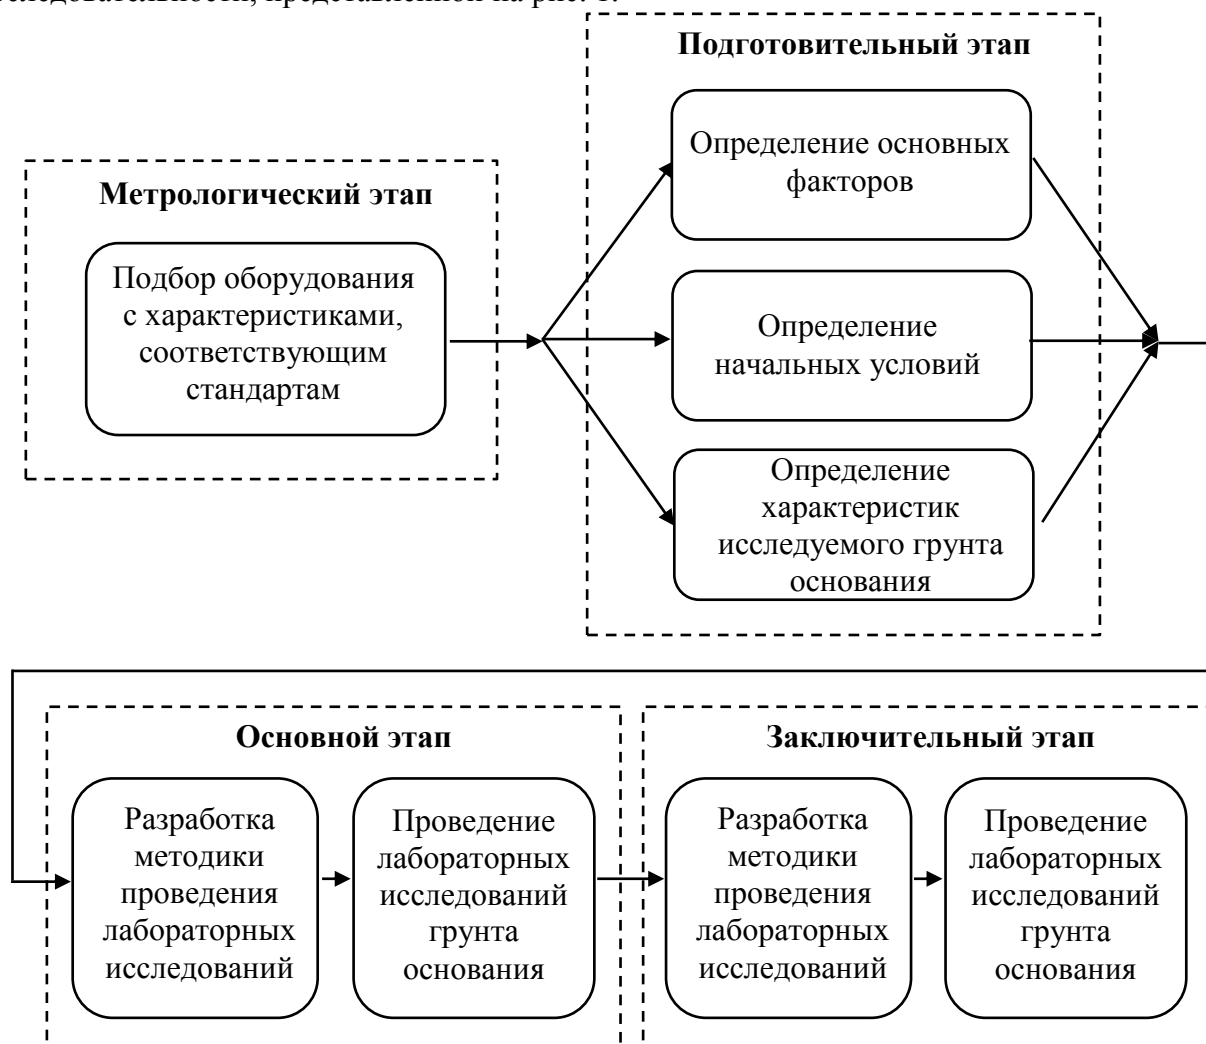 Подготовительный этап
Определение основных
факторов
Метрологический этап
Подбор оборудования
с характеристиками,
соответствующим
стандартам
Определение
начальных условий
Определение
характеристик
исследуемого грунта
основания
Основной этап
Разработка
методики
проведения
лабораторных
исследований
Проведение
лабораторных
исследований
грунта
основания
Заключительный этап
Разработка
методики
проведения
лабораторных
исследований
Проведение
лабораторных
исследований
грунта
основания